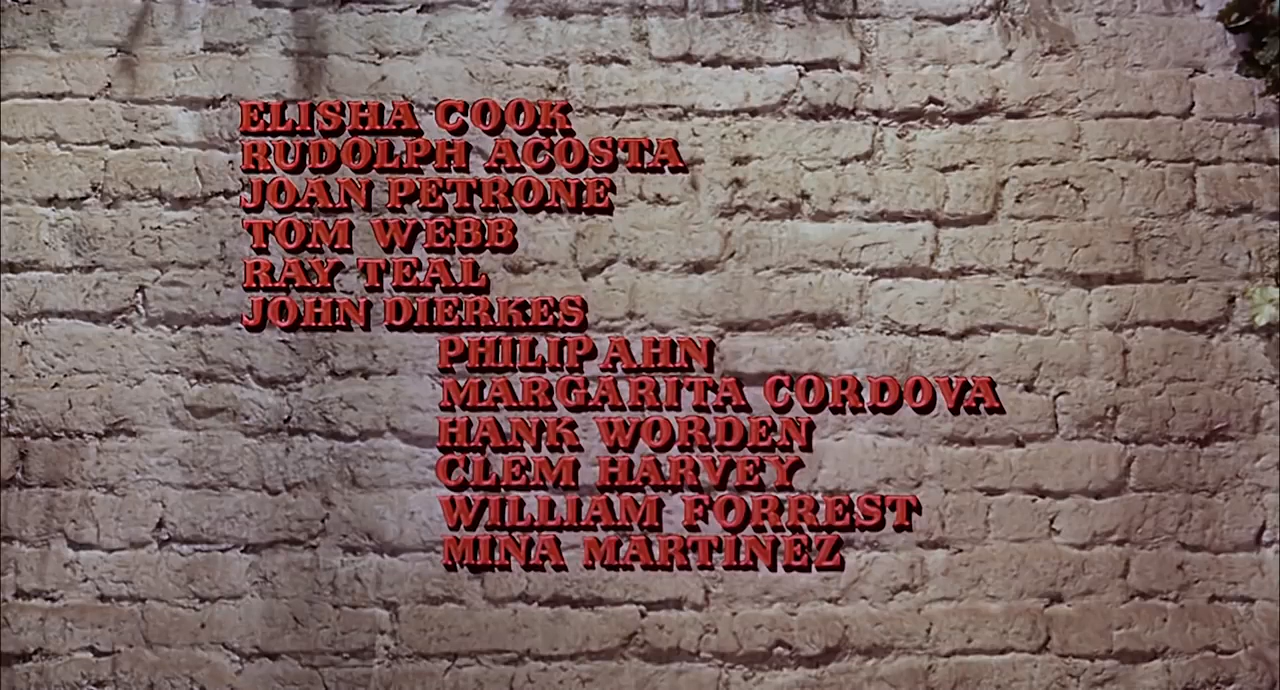 ELISHA COOK
RUDOLPH ACOSTA
JOAN PETRONE
TOM WEBB
RAY TEAL
JOHN DIERKES
PHILIP AHN
MARGARITA CORDOVA
HANK WORDEN
CLEM HARVEY
WILLIAM FORREST
MINA MARTINEZ